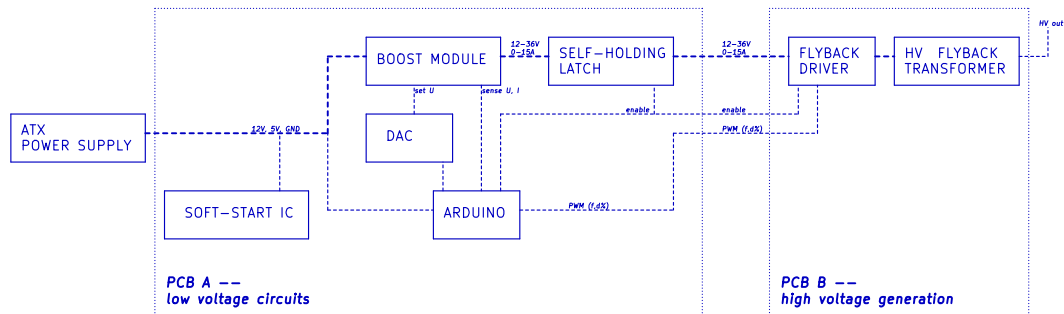 HV out
12-36V
0-15A
12-36V
0-15A
BOOST MODULE
SELF-HOLDING
LATCH
FLYBACK
DRIVER
HV FLYBACK
TRANSFORMER
set U
sense U, I
enable
enable
ATX
POWER SUPPLY
12V, 5V, GND
DAC
PWM (f,d%)
SOFT-START IC
ARDUINO
PWM (f,d%)
PCB A --
low voltage circuits
PCB B --
high voltage generation